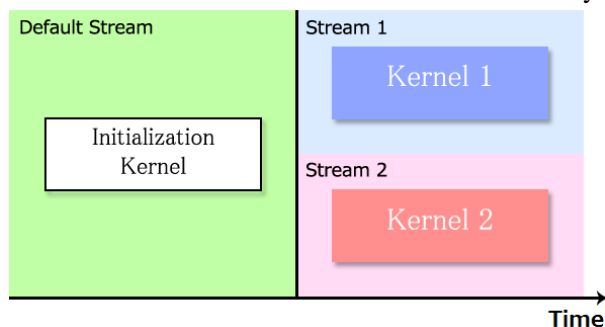 Default Stream
Initialization
Kernel
Stream 1
Kernel 1
Stream 2
Kernel 2
Time